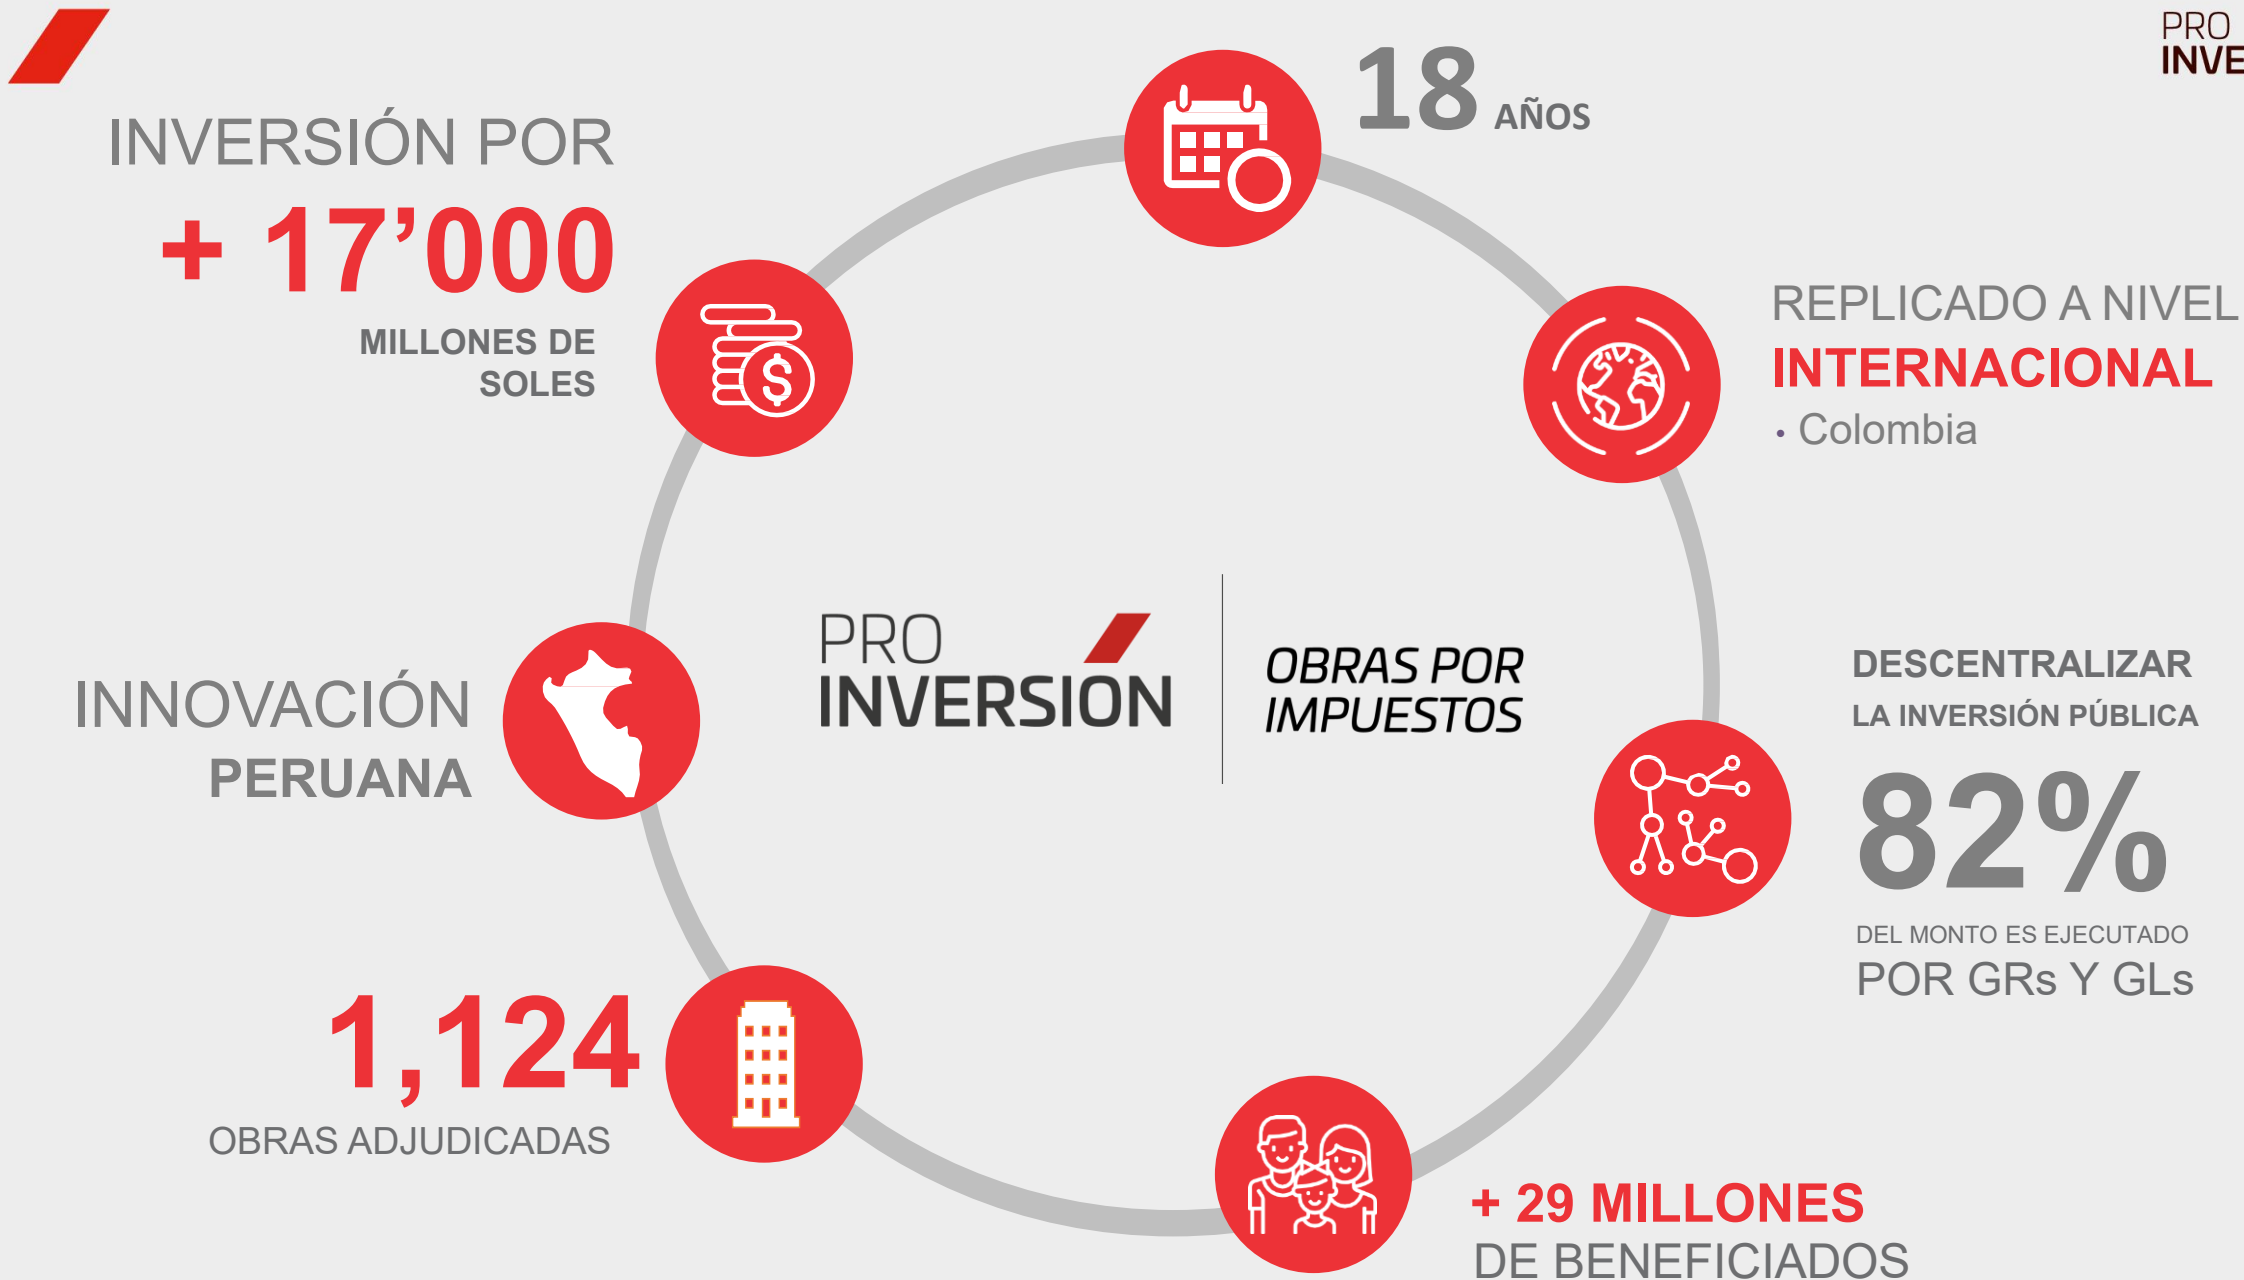 PRO
INVE
18 AÑOS
INVERSIÓN POR
+ 17’000
MILLONES DE
SOLES
REPLICADO A NIVEL
INTERNACIONAL
• Colombia
PRO
INVERSIÓN
OBRAS POR
IMPUESTOS
DESCENTRALIZAR
LA INVERSIÓN PÚBLICA
82%
DEL MONTO ES EJECUTADO
POR GRs Y GLs
INNOVACIÓN
PERUANA
1,124
OBRAS ADJUDICADAS
+ 29 MILLONES
DE BENEFICIADOS